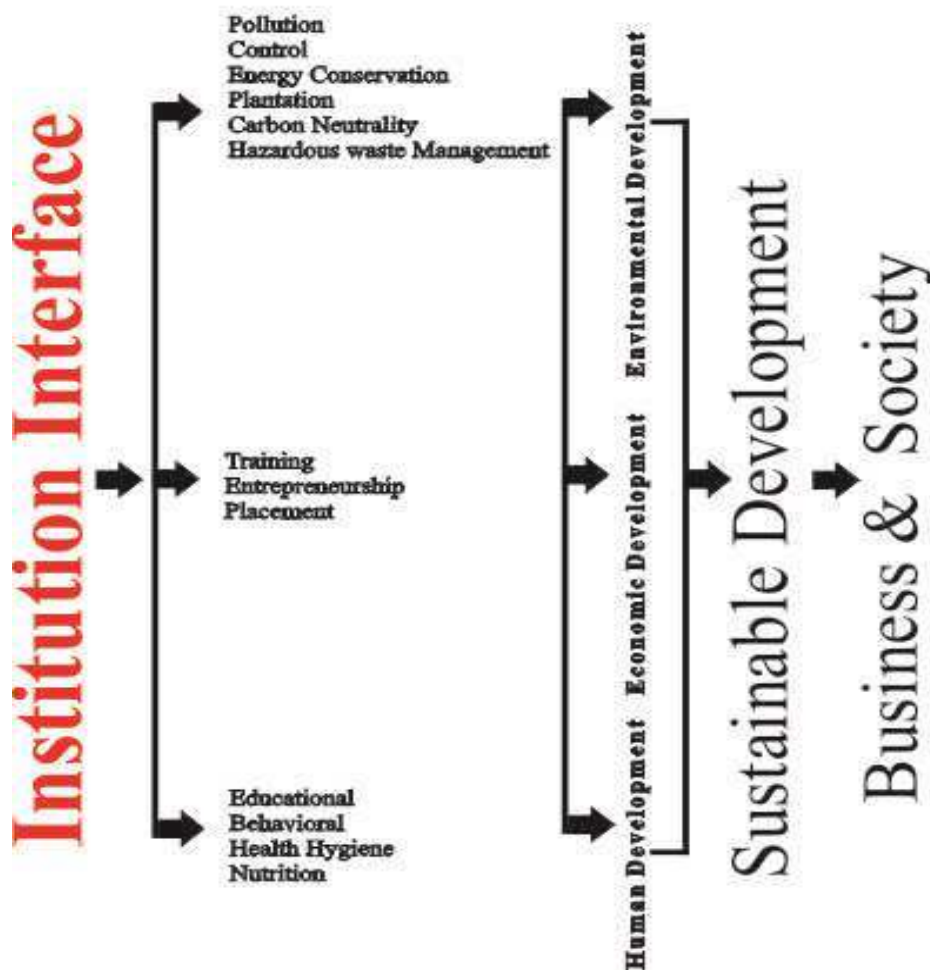 Institution Interface
Pollution
Control
Energy Conservation
Plantation
Carbon Neutrality
Hazardous waste Management
Training
Entrepreneurship
Placement
Educational
Behavioral
Health Hygiene
Nutrition
Environmental Development
Economic Development
Human Development
Sustainable Development
Business & Society